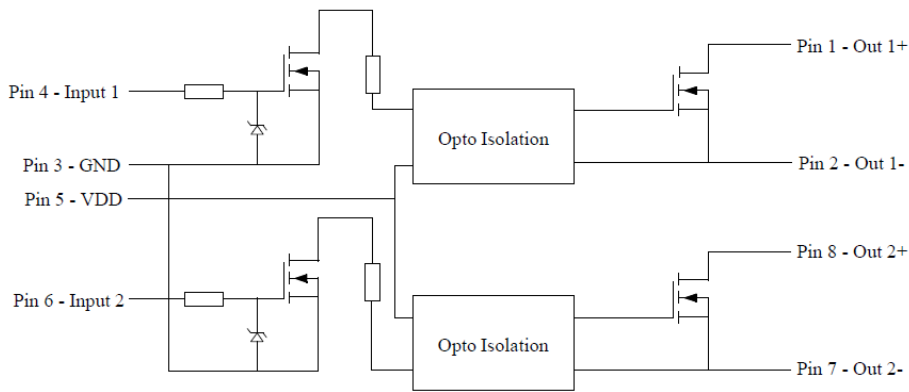 Pin 1 - Out 1+
Pin 4 - Input 1
Opto Isolation
Pin 3 - GND
Pin 2 - Out 1-
Pin 5 - VDD
Pin 8 - Out 2+
Pin 6 - Input 2
Opto Isolation
Pin 7 - Out 2-